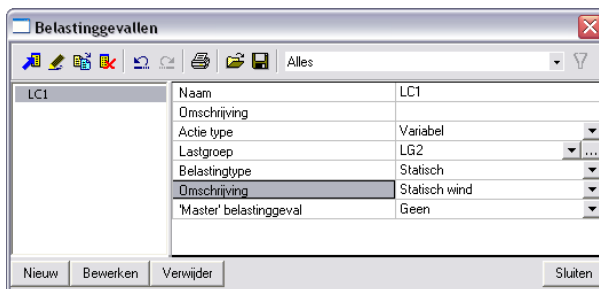 Belastinggevallen
Alles
LC1
Naam LC1
Omschrijving
Actie type Variabel
Lastgroep LG2 ...
Belastingtype Statisch
Omschrijving Statisch wind
'Master' belastinggeval Geen
Nieuw Bewerken Verwijder Sluiten